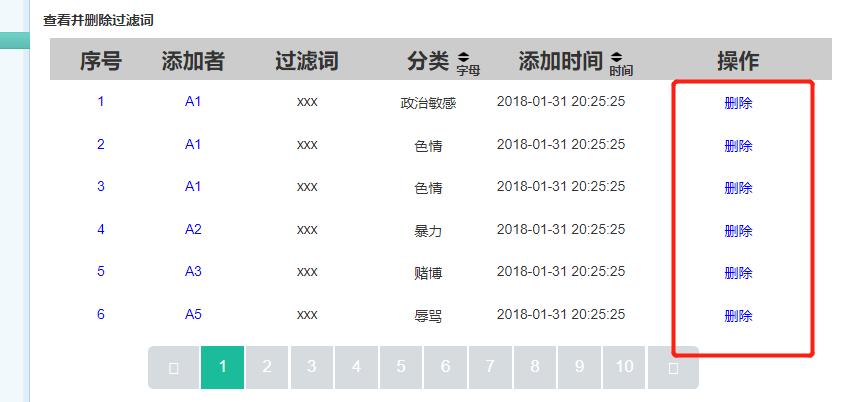 查看并删除过滤词
序号 添加者 过滤词 分类 字母 添加时间 时间 操作
1 A1 xxx 政治敏感 2018-01-31 20:25:25 删除
2 A1 xxx 色情 2018-01-31 20:25:25 删除
3 A1 xxx 色情 2018-01-31 20:25:25 删除
4 A2 xxx 暴力 2018-01-31 20:25:25 删除
5 A3 xxx 赌博 2018-01-31 20:25:25 删除
6 A5 xxx 辱骂 2018-01-31 20:25:25 删除
1 2 3 4 5 6 7 8 9 10